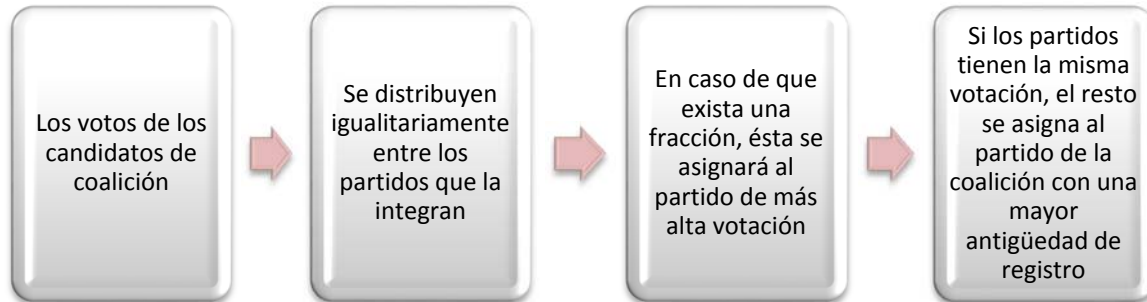 Los votos de los
candidatos de
coalición
Se distribuyen
igualitariamente
entre los
partidos que la
integran
En caso de que
exista una
fracción, ésta se
asignará al
partido de más
alta votación
Si los partidos
tienen la misma
votación, el resto
se asigna al
partido de la
coalición con una
mayor
antigüedad de
registro